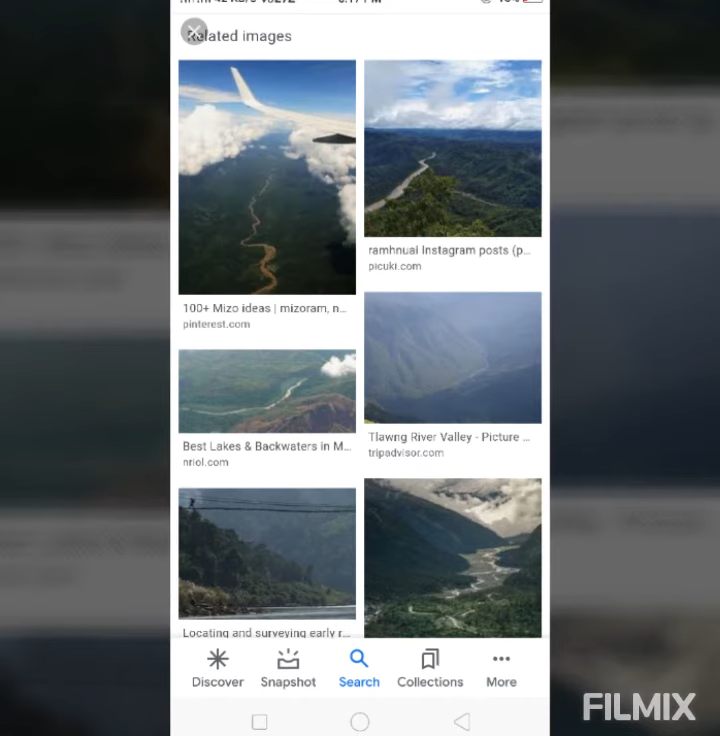 Related images
100+ Mizo ideas | mizoram, n...
pinterest.com
ramhnuai Instagram posts (p...
picuki.com
Best Lakes & Backwaters in M...
nriol.com
Tlawng River Valley - Picture ...
tripadvisor.com
Locating and surveying early r...
Discover
Snapshot
Search
Collections
More
FILMIX